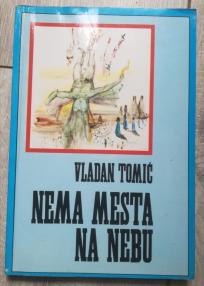 VLADAN TOMIĆ
NEMA MESTA
NA NEBU